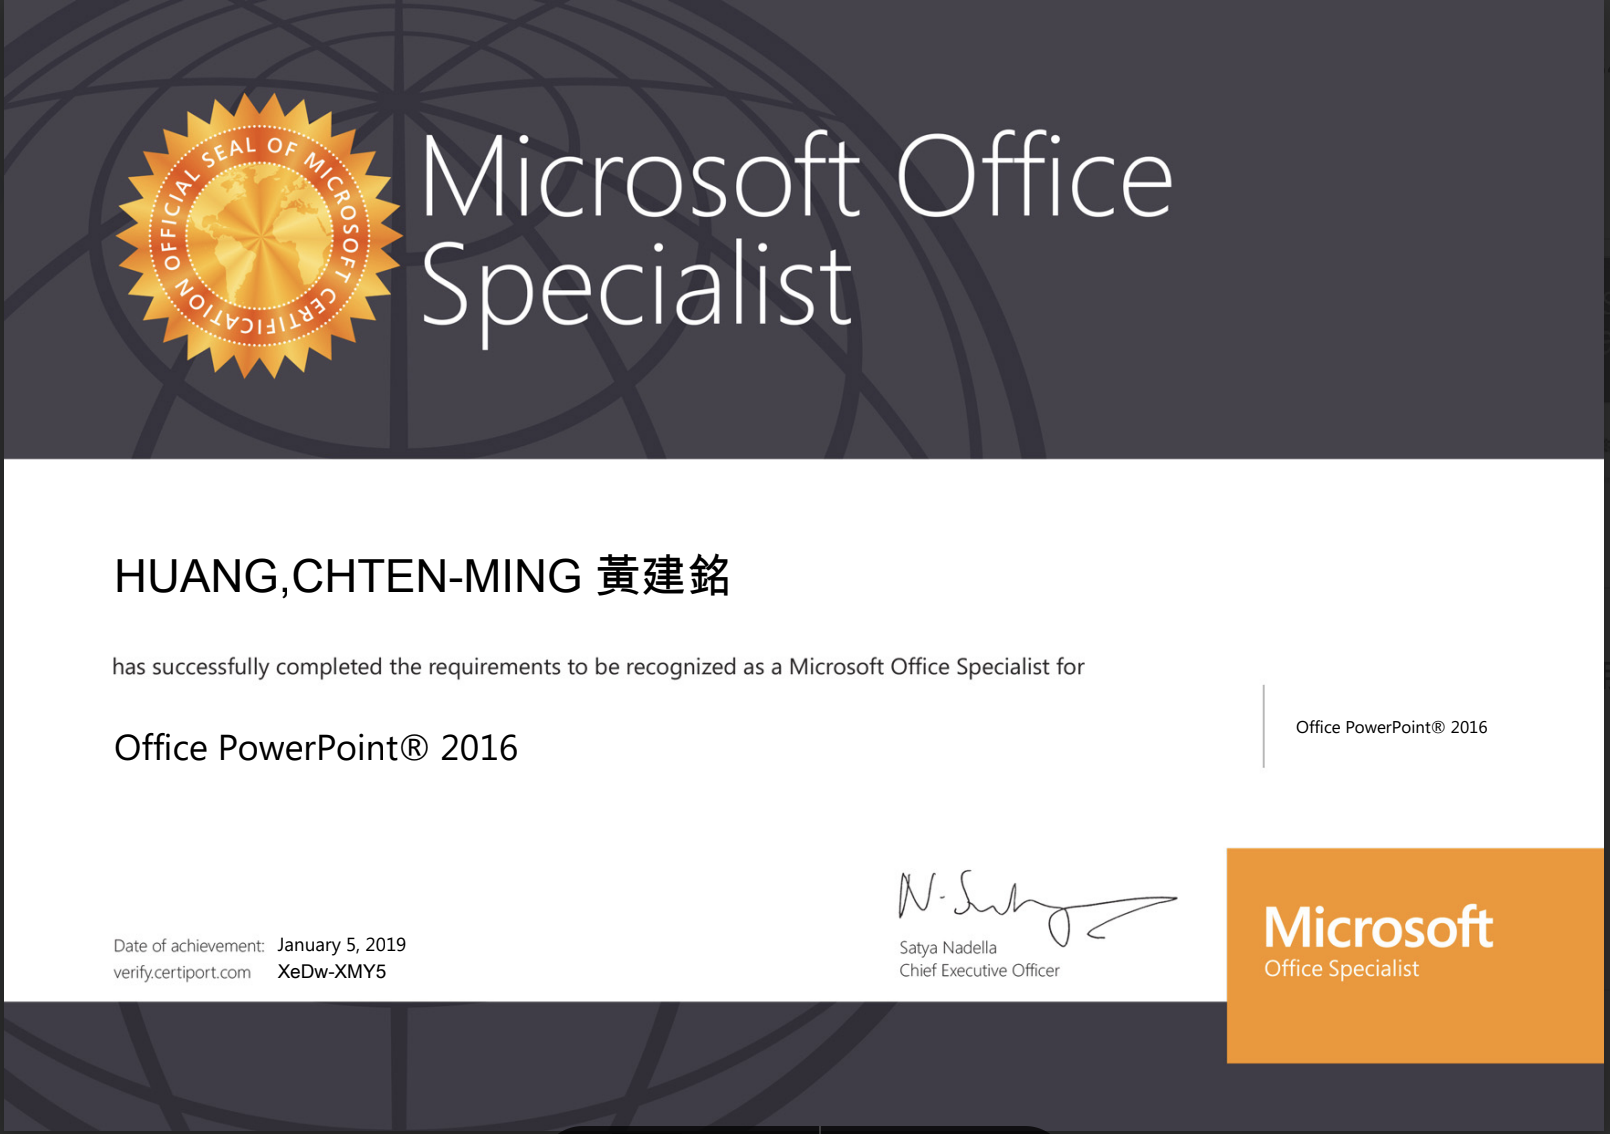 OFFICIAL SEAL OF MICROSOFT CERTIFICATION
Microsoft Office
Specialist
HUANG,CHTEN-MING 黃建銘
has successfully completed the requirements to be recognized as a Microsoft Office Specialist for
Office PowerPoint® 2016
Office PowerPoint® 2016
N. Satya
Satya Nadella
Chief Executive Officer
Date of achievement: January 5, 2019
verify.certiport.com XeDw-XMY5
Microsoft
Office Specialist